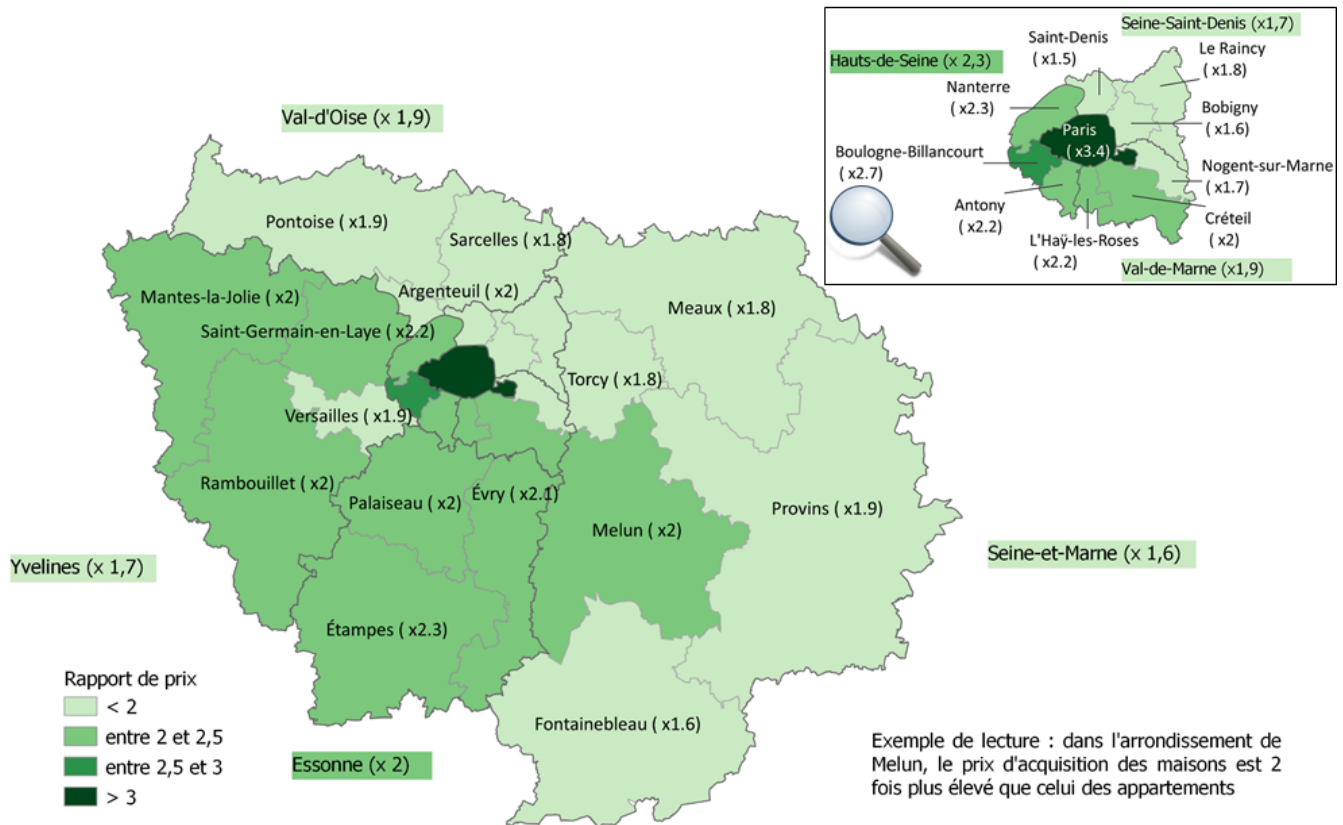 Seine-Saint-Denis (x1,7)
Saint-Denis
( x1.5)
Le Raincy
( x1.8)
Hauts-de-Seine (x 2,3)
Nanterre
( x2.3)
Bobigny
( x1.6)
Paris
( x3.4)
Boulogne-Billancourt
( x2.7)
Nogent-sur-Marne
( x1.7)
Antony
( x2.2)
Créteil
( x2)
L'Haÿ-les-Roses
( x2.2)
Val-de-Marne (x1,9)
Val-d'Oise (x 1,9)
Pontoise ( x1.9)
Sarcelles ( x1.8)
Mantes-la-Jolie ( x2)
Argenteuil ( x2)
Meaux ( x1.8)
Saint-Germain-en-Laye ( x2.2)
Torcy ( x1.8)
Versailles ( x1.9)
Rambouillet ( x2)
Palaiseau ( x2)
Évry ( x2.1)
Melun ( x2)
Provins ( x1.9)
Yvelines (x 1,7)
Seine-et-Marne (x 1,6)
Étampes ( x2.3)
Fontainebleau ( x1.6)
Essonne (x 2)
Rapport de prix
< 2
entre 2 et 2,5
entre 2,5 et 3
> 3
Exemple de lecture : dans l'arrondissement de
Melun, le prix d'acquisition des maisons est 2
fois plus élevé que celui des appartements